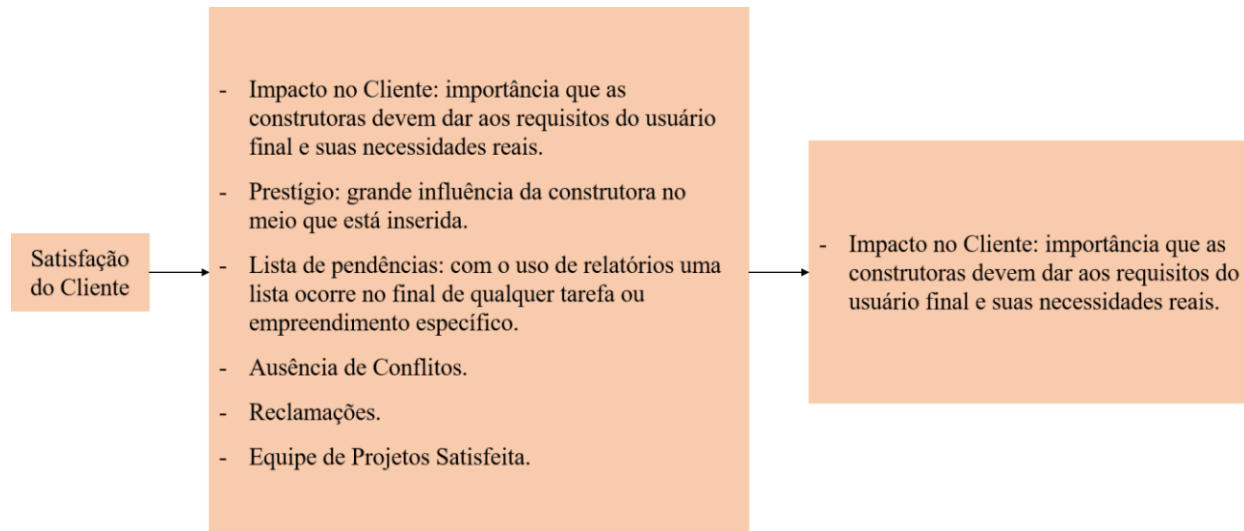 Satisfação
do Cliente
- Impacto no Cliente: importância que as
construtoras devem dar aos requisitos do usuário
final e suas necessidades reais.
- Prestígio: grande influência da construtora no
meio que está inserida.
- Lista de pendências: com o uso de relatórios uma
lista ocorre no final de qualquer tarefa ou
empreendimento específico.
- Ausência de Conflitos.
- Reclamações.
- Equipe de Projetos Satisfeita.
- Impacto no Cliente: importância que as
construtoras devem dar aos requisitos do
usuário final e suas necessidades reais.